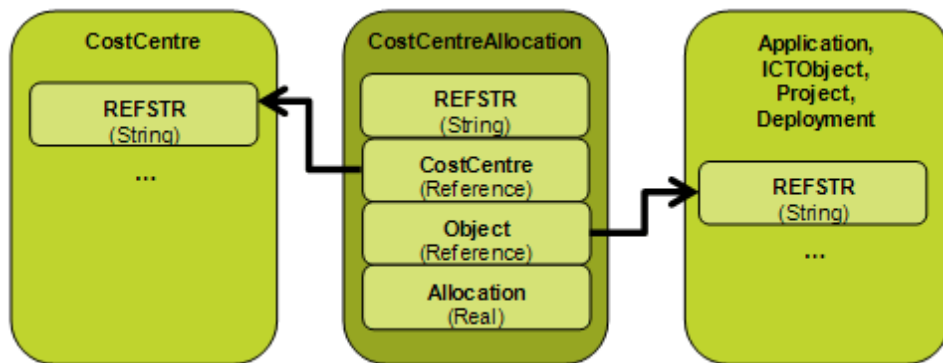 CostCentre
REFSTR
(String)
...
CostCentreAllocation
REFSTR
(String)
CostCentre
(Reference)
Object
(Reference)
Allocation
(Real)
Application,
ICTObject,
Project,
Deployment
REFSTR
(String)
...